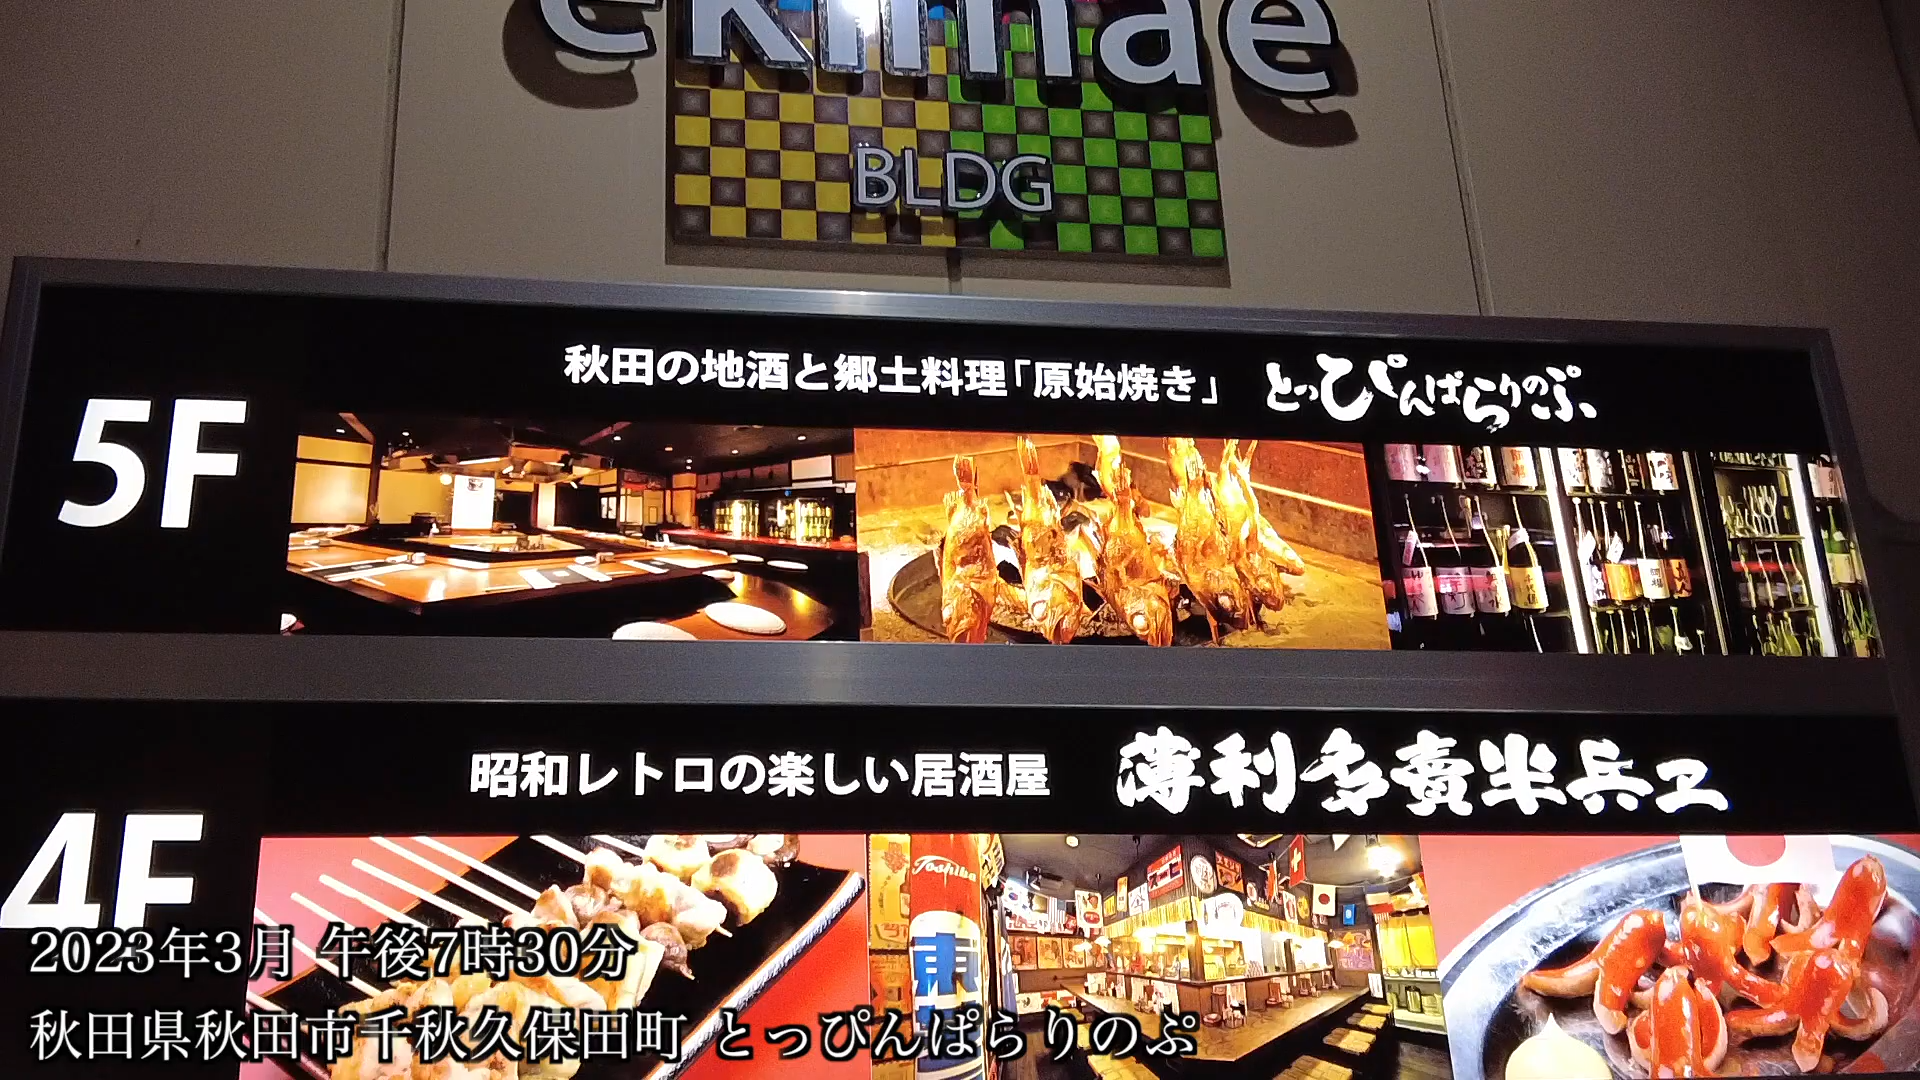 ekimae
BLDG
5F
秋田の地酒と郷土料理「原始焼き」 とっぴんぱらりのぷ
4F
昭和レトロの楽しい居酒屋 薄利多賣半兵ヱ
Toshiba
東
2023年3月 午後7時30分
秋田県秋田市千秋久保田町 とっぴんぱらりのぷ